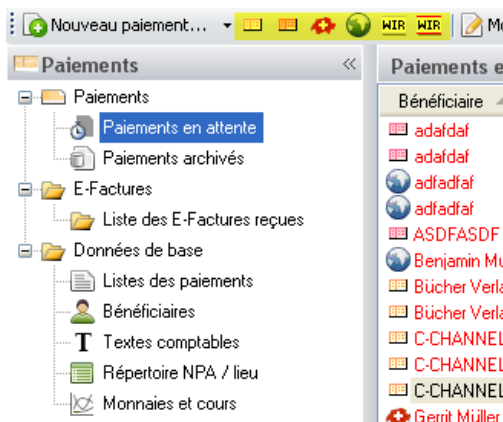 Nouveau paiement... WIR WIR
Paiements
Paiements
Paiements en attente
Paiements archivés
E-Factures
Liste des E-Factures reçues
Données de base
Listes des paiements
Bénéficiaires
Textes comptables
Répertoire NPA / lieu
Monnaies et cours
Paiements e
Bénéficiaire
adafdaf
adafdaf
adfadfaf
adfadfaf
ASDFASDF
Benjamin Mu
Bücher Verla
Bücher Verla
C-CHANNEL
C-CHANNEL
C-CHANNEL
Gerrit Müller